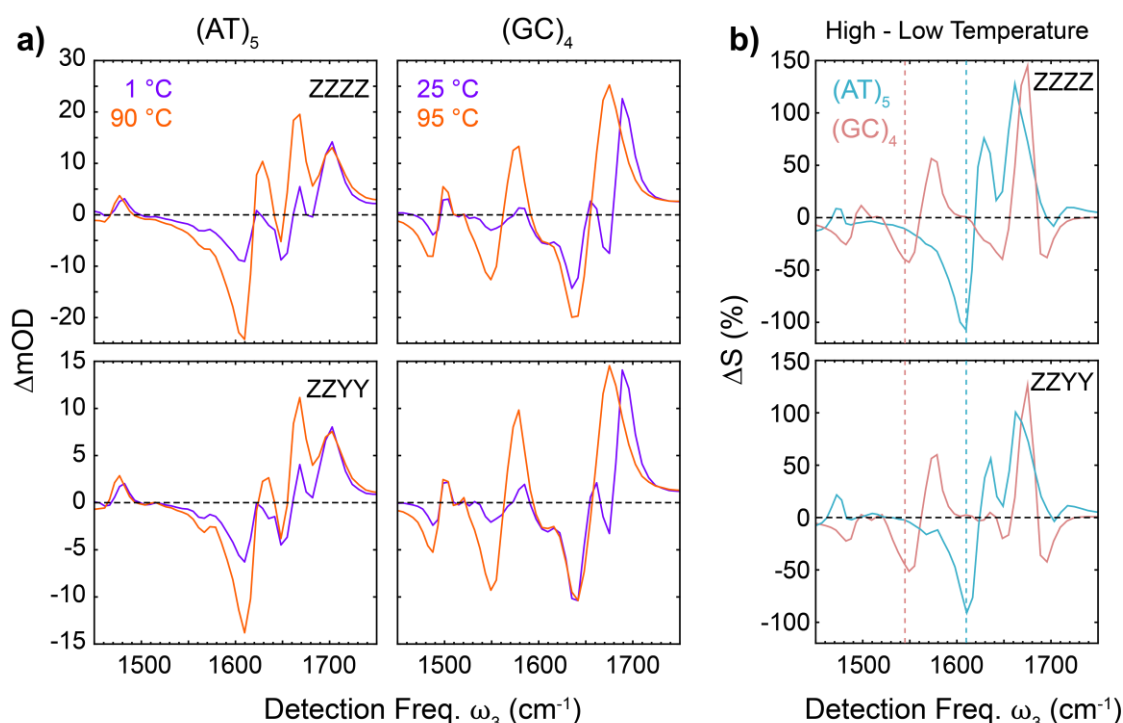 a)
(AT)5
(GC)4
b)
High - Low Temperature
30
20
10
0
-10
-20
1 °C
90 °C
ZZZZ
25 °C
95 °C
150
100
50
0
-50
-100
(AT)5
(GC)4
ZZZZ
ΔmOD
ΔS (%)
15
10
5
0
-5
-10
-15
ZZYY
150
100
50
0
-50
-100
ZZYY
1500 1600 1700
1500 1600 1700
1500 1600 1700
Detection Freq. ω3 (cm-1)
Detection Freq. ω3 (cm-1)